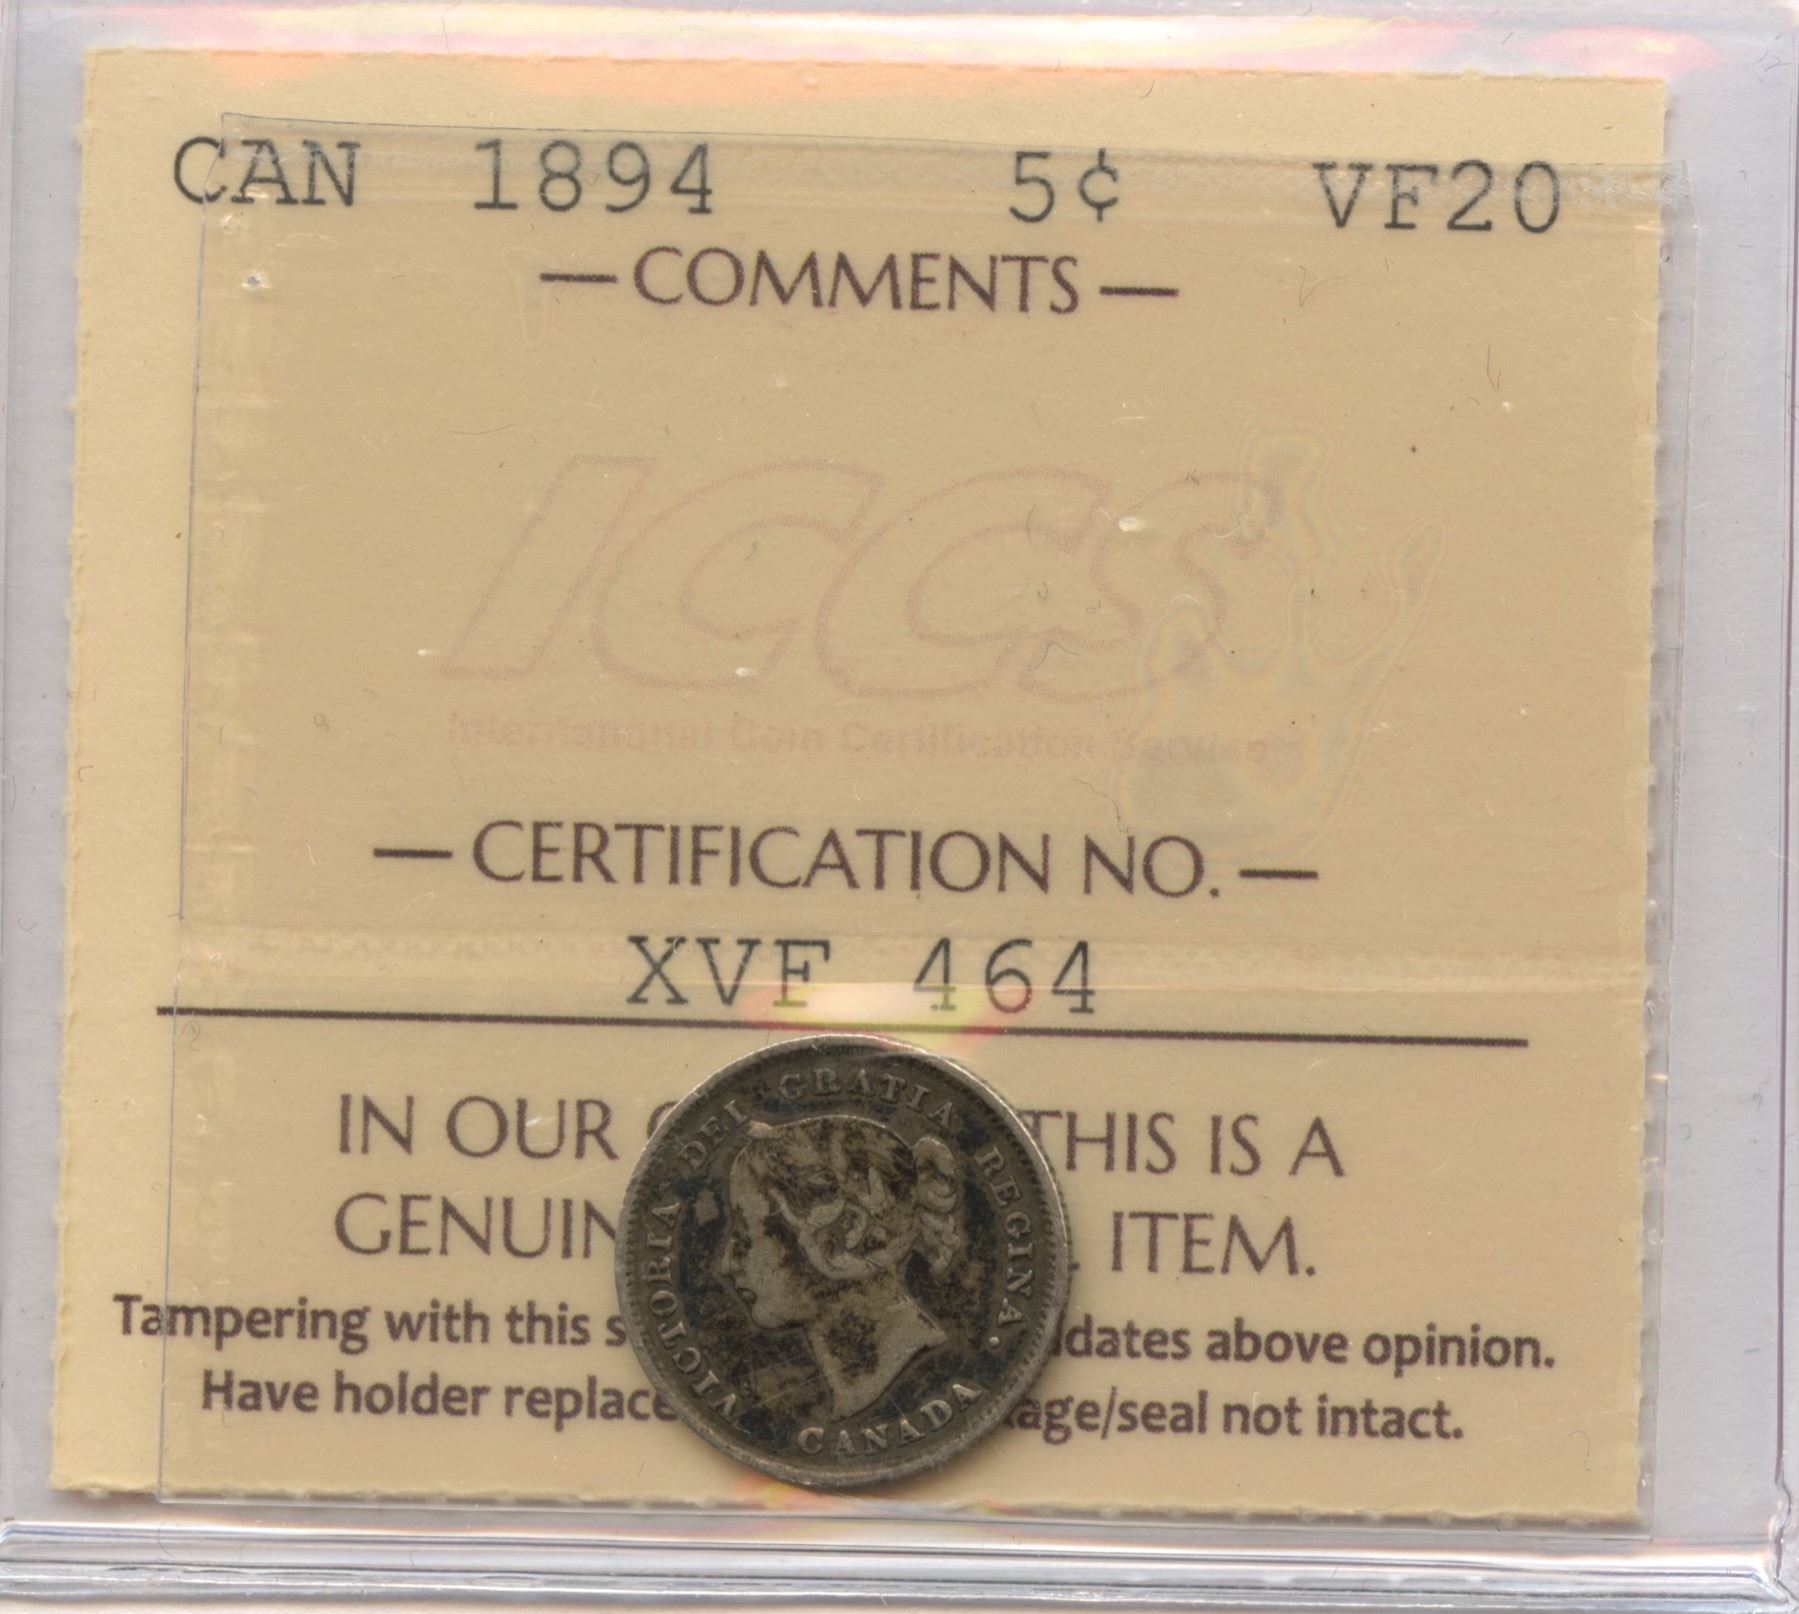 CAN 1894 5¢ VF20
— COMMENTS —
ICCS
International Coin Certification Service
— CERTIFICATION NO. —
XVF 464
IN OUR THIS IS A
GENUIN ITEM.
Tampering with this s dates above opinion.
Have holder replace age/seal not intact.
VICTORIA DEI GRATIA REGINA.
CANADA